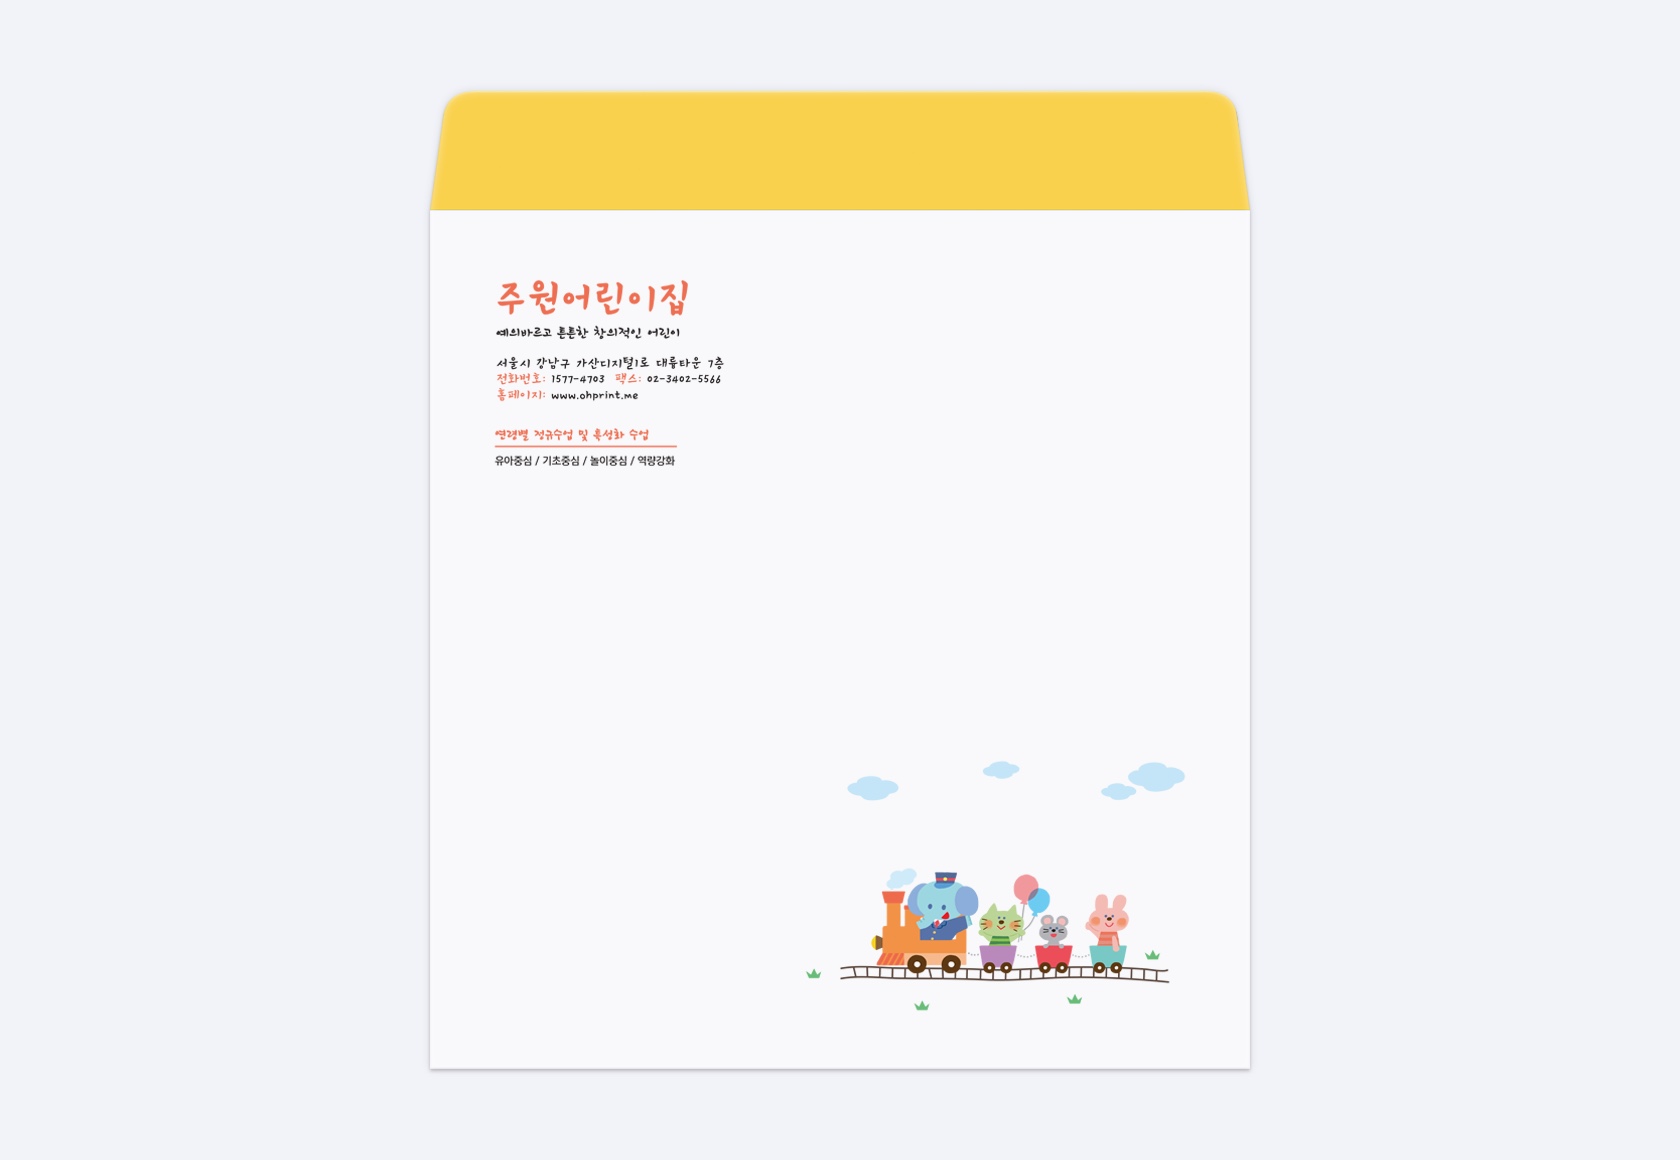 주원어린이집
예의바르고 튼튼한 창의적인 어린이
서울시 강남구 가산디지털1로 대륭타운 7층
전화번호: 1577-4703 팩스: 02-3402-5566
홈페이지: www.ohprint.me
연령별 정규수업 및 특성화 수업
유아중심 / 기초중심 / 놀이중심 / 역량강화